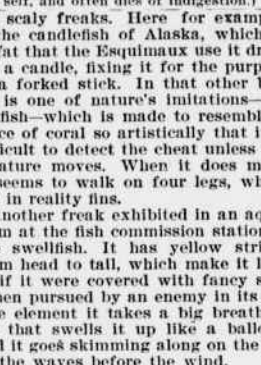 self, and often dies of indigestion.)
scaly freaks. Here for examp
the candlefish of Alaska, which
fat that the Esquimaux use it dr
a candle, fixing it for the purp
a forked stick. In that other b
is one of nature's imitations—
fish—which is made to resembl
ce of coral so artistically that i
icult to detect the cheat unless
ature moves. When it does m
seems to walk on four legs, wh
in reality fins.
nother freak exhibited in an aq
m at the fish commission station
swellfish. It has yellow stri
m head to tail, which make it l
if it were covered with fancy s
hen pursued by an enemy in its
e element it takes a big breath
that swells it up like a ballo
d it goes skimming along on the
the waves before the wind.